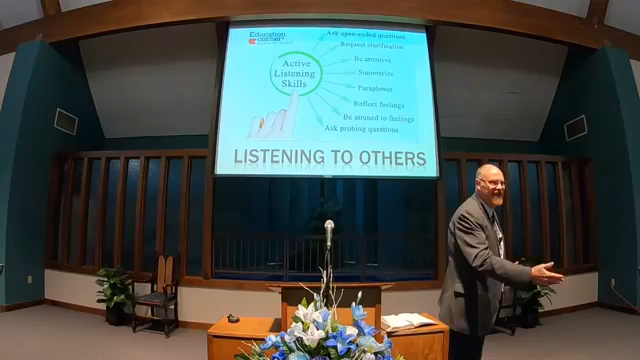 Education
corner
Ask open-ended questions
Request clarification
Be attentive
Active
Listening
Skills
Summarize
Paraphrase
Reflect feelings
Be attuned to feelings
Ask probing questions
LISTENING TO OTHERS